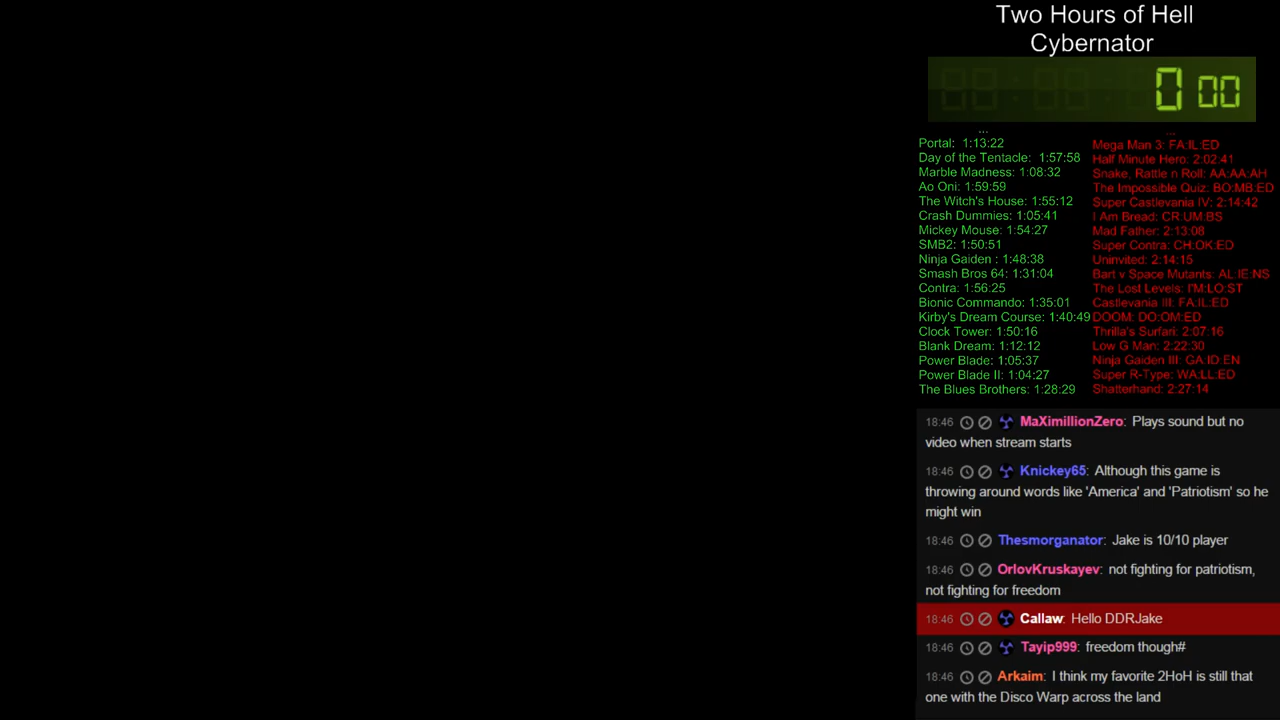 Two Hours of Hell
Cybernator
0 00
...
Portal: 1:13:22
Day of the Tentacle: 1:57:58
Marble Madness: 1:08:32
Ao Oni: 1:59:59
The Witch's House: 1:55:12
Crash Dummies: 1:05:41
Mickey Mouse: 1:54:27
SMB2: 1:50:51
Ninja Gaiden : 1:48:38
Smash Bros 64: 1:31:04
Contra: 1:56:25
Bionic Commando: 1:35:01
Kirby's Dream Course: 1:40:49
Clock Tower: 1:50:16
Blank Dream: 1:12:12
Power Blade: 1:05:37
Power Blade II: 1:04:27
The Blues Brothers: 1:28:29
...
Mega Man 3: FA:IL:ED
Half Minute Hero: 2:02:41
Snake, Rattle n Roll: AA:AA:AH
The Impossible Quiz: BO:MB:ED
Super Castlevania IV: 2:14:42
I Am Bread: CR:UM:BS
Mad Father: 2:13:08
Super Contra: CH:OK:ED
Uninvited: 2:14:15
Bart v Space Mutants: AL:IE:NS
The Lost Levels: I'M:LO:ST
Castlevania III: FA:IL:ED
DOOM: DO:OM:ED
Thrilla's Surfari: 2:07:16
Low G Man: 2:22:30
Ninja Gaiden III: GA:ID:EN
Super R-Type: WA:LL:ED
Shatterhand: 2:27:14
18:46 MaXimillionZero: Plays sound but no
video when stream starts
18:46 Knickey65: Although this game is
throwing around words like 'America' and 'Patriotism' so he
might win
18:46 Thesmorganator: Jake is 10/10 player
18:46 OrlovKruskayev: not fighting for patriotism,
not fighting for freedom
18:46 Callaw: Hello DDRJake
18:46 Tayip999: freedom though#
18:46 Arkaim: I think my favorite 2HoH is still that
one with the Disco Warp across the land